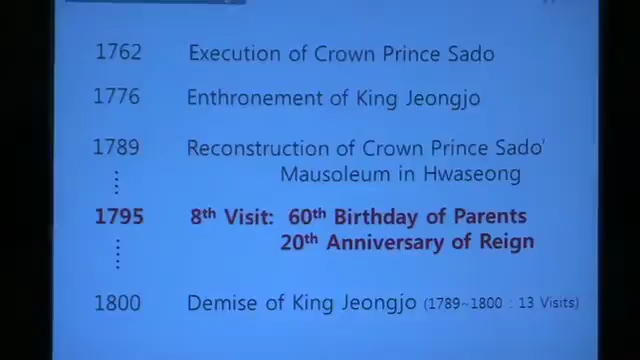 1762 Execution of Crown Prince Sado
1776 Enthronement of King Jeongjo
1789 Reconstruction of Crown Prince Sado'
Mausoleum in Hwaseong
1795 8th Visit: 60th Birthday of Parents
20th Anniversary of Reign
1800 Demise of King Jeongjo (1789~1800 : 13 Visits)